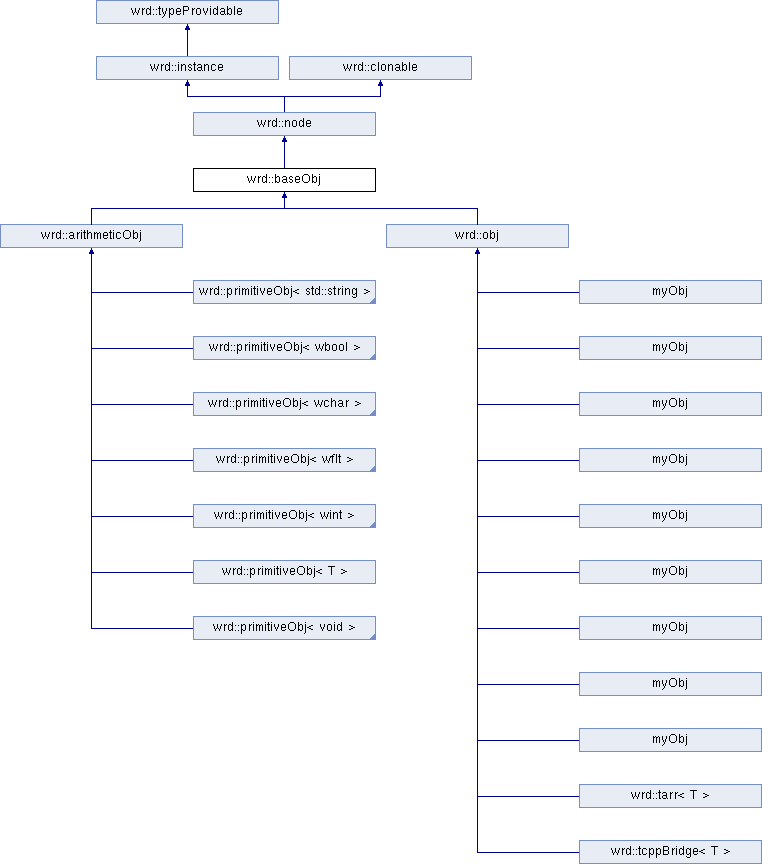 wrd::typeProvidable
wrd::instance
wrd::clonable
wrd::node
wrd::baseObj
wrd::arithmeticObj
wrd::obj
wrd::primitiveObj< std::string >
myObj
wrd::primitiveObj< wbool >
myObj
wrd::primitiveObj< wchar >
myObj
wrd::primitiveObj< wflt >
myObj
wrd::primitiveObj< wint >
myObj
wrd::primitiveObj< T >
myObj
wrd::primitiveObj< void >
myObj
myObj
myObj
wrd::tarr< T >
wrd::tcppBridge< T >